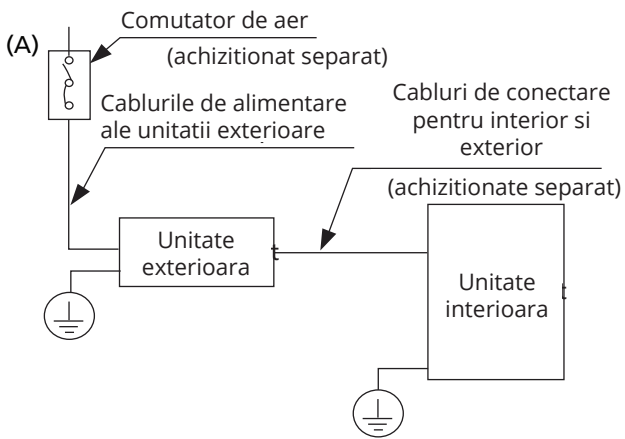 Comutator de aer
(A)
(achizitionat separat)
Cablurile de alimentare
ale unitatii exterioare
Cabluri de conectare
pentru interior si
exterior
(achizitionate separat)
Unitate
exterioara
t
Unitate
interioara
t